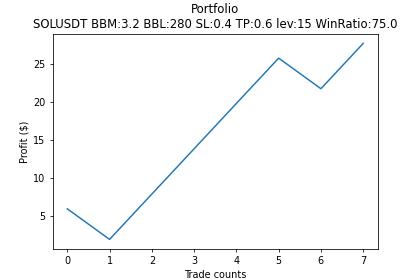 Portfolio
SOLUSDT BBM:3.2 BBL:280 SL:0.4 TP:0.6 lev:15 WinRatio:75.0
25
20
15
10
5
Profit ($)
0 1 2 3 4 5 6 7
Trade counts